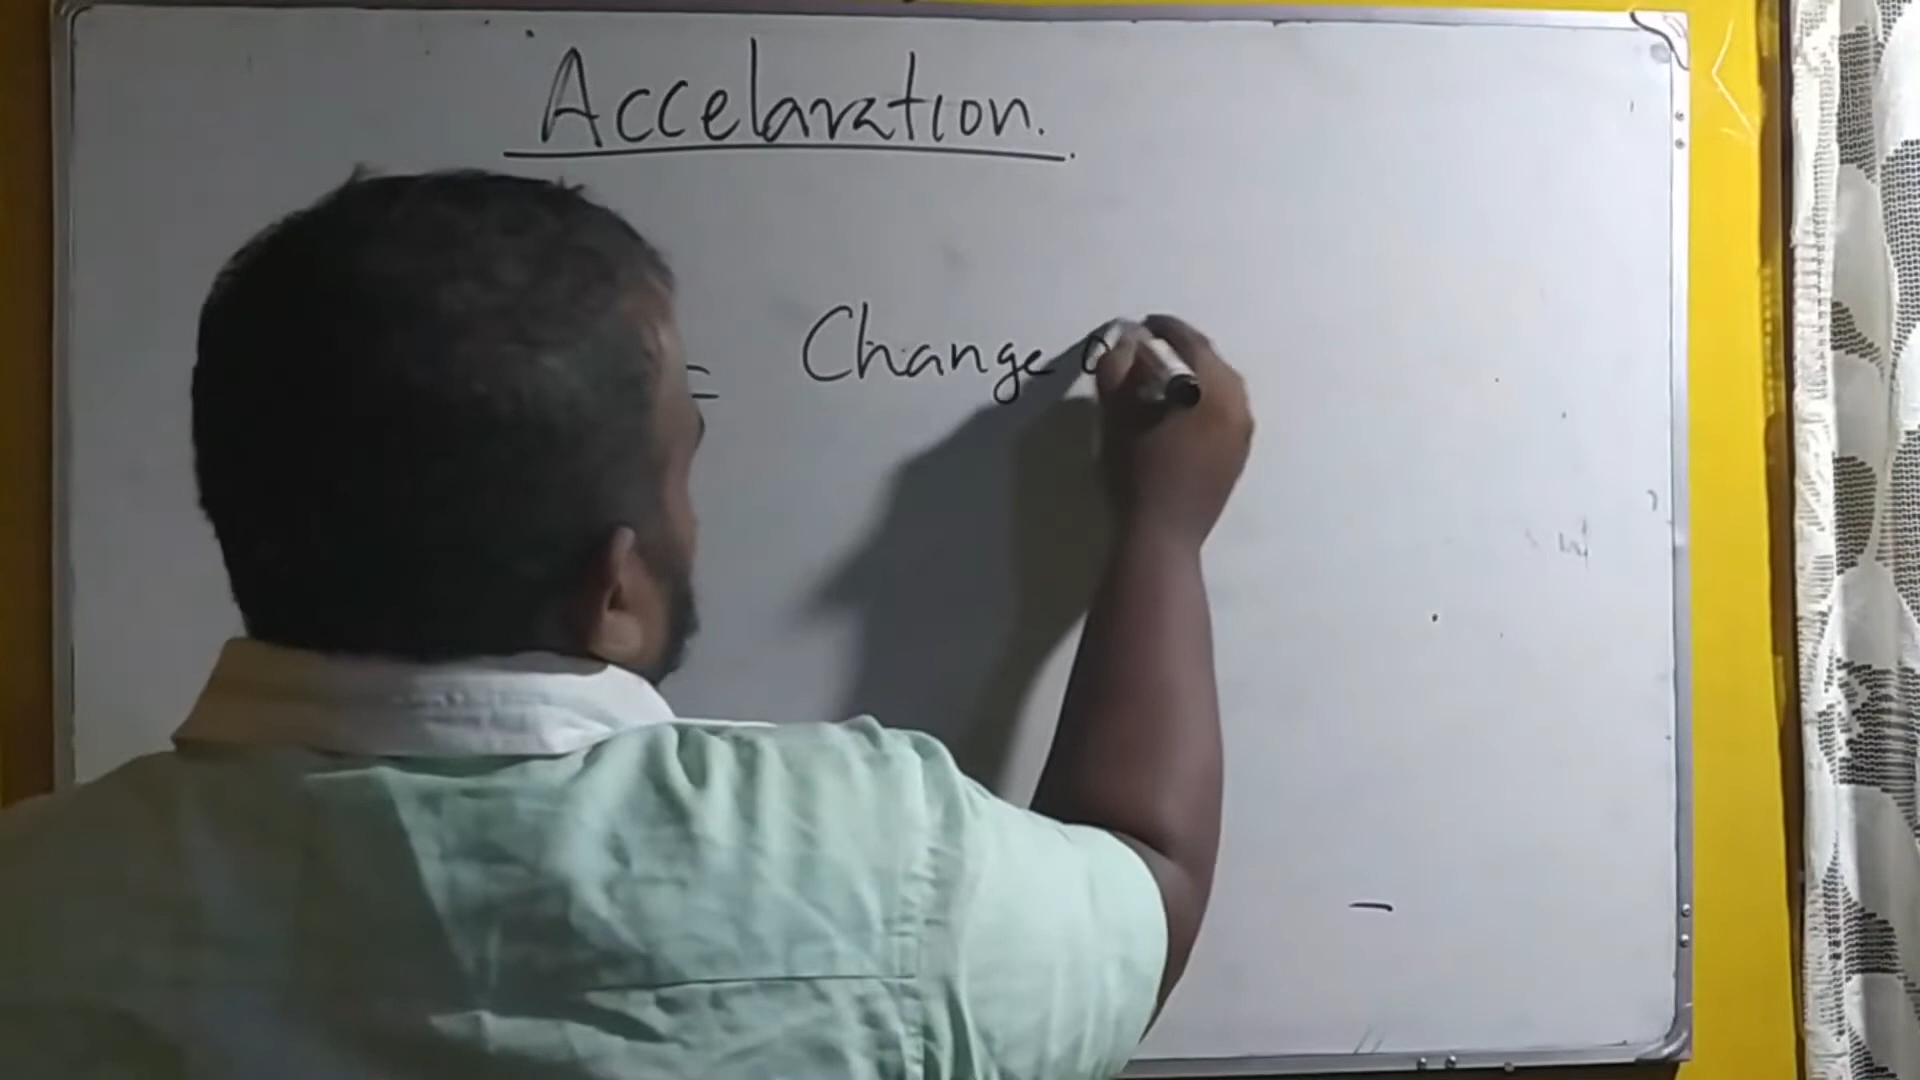 Accelaration.
= Change